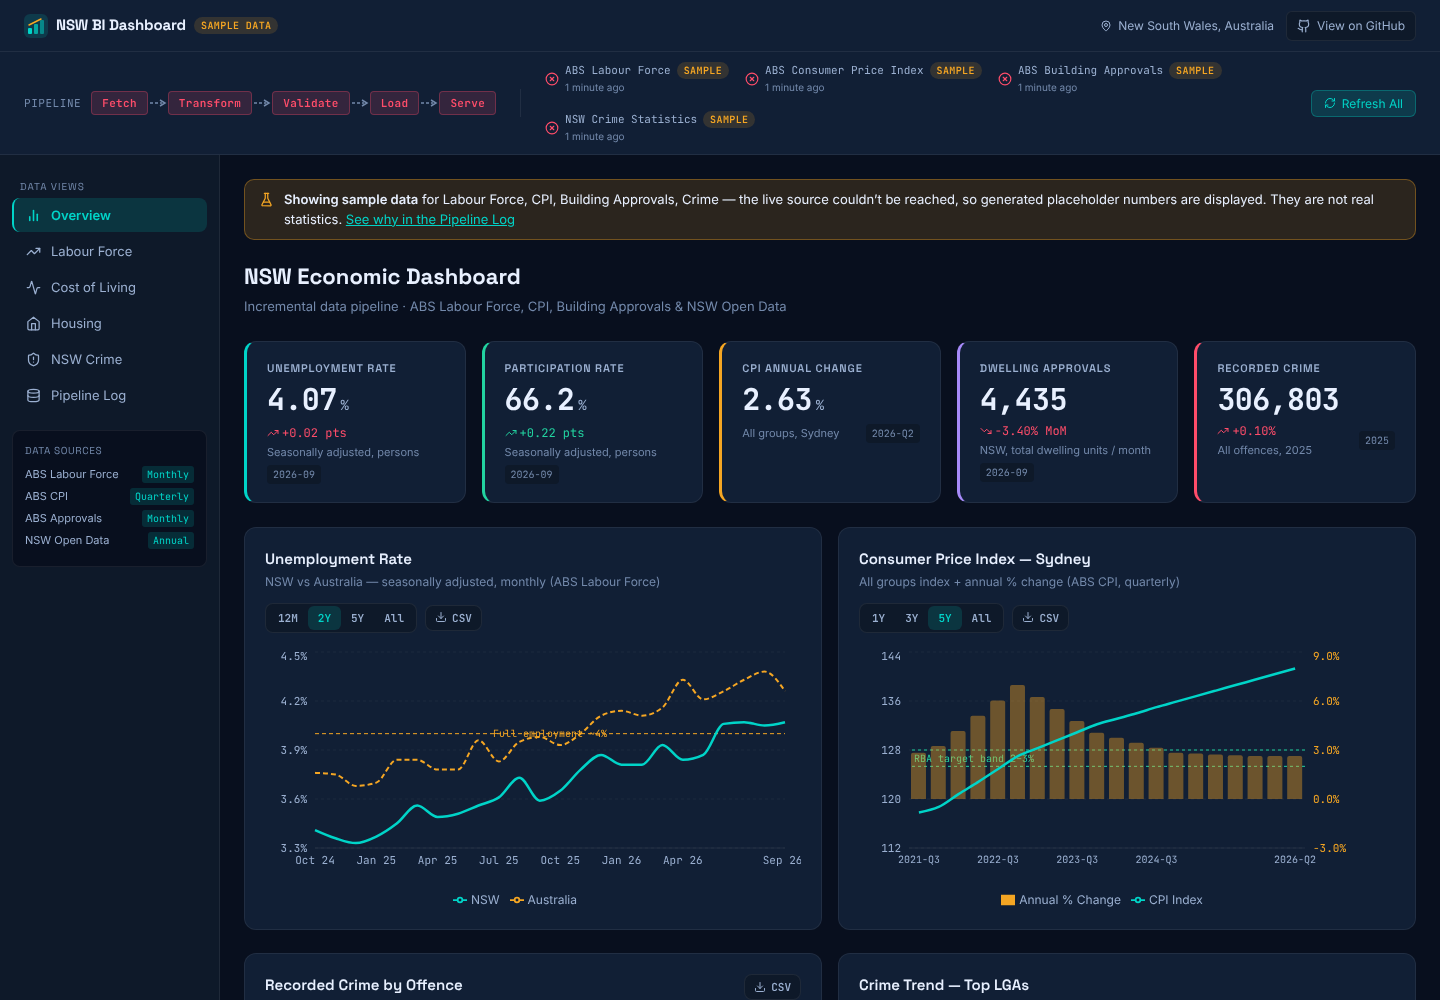 NSW BI Dashboard SAMPLE DATA
New South Wales, Australia
View on GitHub
PIPELINE Fetch Transform Validate Load Serve
ABS Labour Force SAMPLE
1 minute ago
ABS Consumer Price Index SAMPLE
1 minute ago
ABS Building Approvals SAMPLE
1 minute ago
NSW Crime Statistics SAMPLE
1 minute ago
Refresh All
DATA VIEWS
Overview
Labour Force
Cost of Living
Housing
NSW Crime
Pipeline Log
DATA SOURCES
ABS Labour Force Monthly
ABS CPI Quarterly
ABS Approvals Monthly
NSW Open Data Annual
Showing sample data for Labour Force, CPI, Building Approvals, Crime — the live source couldn't be reached, so generated placeholder numbers are displayed. They are not real
statistics. See why in the Pipeline Log
NSW Economic Dashboard
Incremental data pipeline · ABS Labour Force, CPI, Building Approvals & NSW Open Data
UNEMPLOYMENT RATE
4.07%
+0.02 pts
Seasonally adjusted, persons
2026-09
PARTICIPATION RATE
66.2%
+0.22 pts
Seasonally adjusted, persons
2026-09
CPI ANNUAL CHANGE
2.63%
All groups, Sydney
2026-Q2
DWELLING APPROVALS
4,435
-3.40% MoM
NSW, total dwelling units / month
2026-09
RECORDED CRIME
306,803
+0.10%
All offences, 2025
2025
Unemployment Rate
NSW vs Australia — seasonally adjusted, monthly (ABS Labour Force)
12M 2Y 5Y All CSV
4.5%
4.2%
Full employment ~4%
3.9%
3.6%
3.3%
Oct 24 Jan 25 Apr 25 Jul 25 Oct 25 Jan 26 Apr 26 Sep 26
NSW Australia
Consumer Price Index — Sydney
All groups index + annual % change (ABS CPI, quarterly)
1Y 3Y 5Y All CSV
144 9.0%
136 6.0%
128 3.0%
RBA target band 2-3%
120 0.0%
112 -3.0%
2021-Q3 2022-Q3 2023-Q3 2024-Q3 2026-Q2
Annual % Change CPI Index
Recorded Crime by Offence
CSV
Crime Trend — Top LGAs